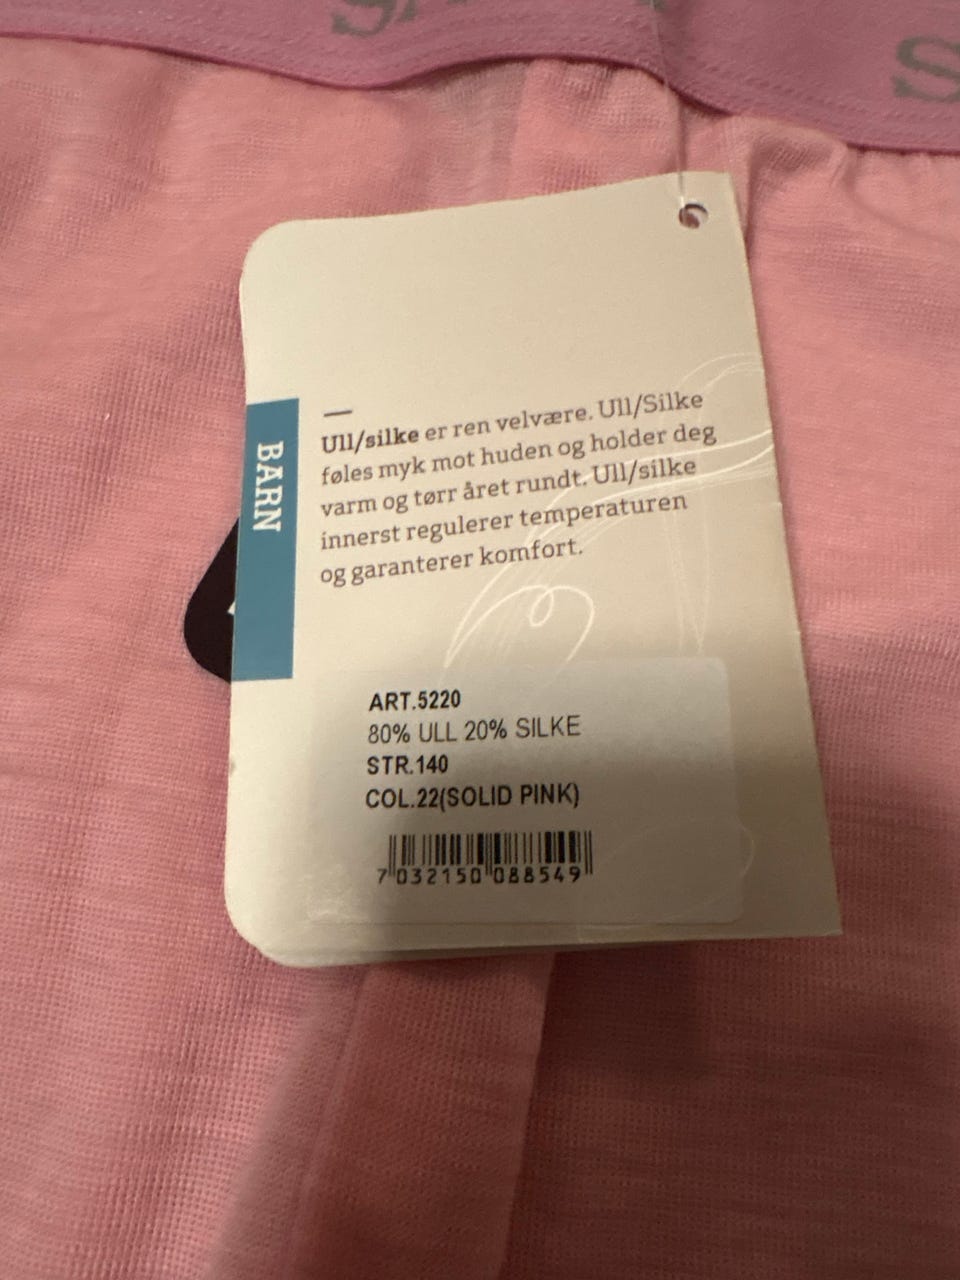 BARN
Ull/silke er ren velvære. Ull/Silke
føles myk mot huden og holder deg
varm og tørr året rundt. Ull/silke
innerst regulerer temperaturen
og garanterer komfort.
ART.5220
80% ULL 20% SILKE
STR.140
COL.22(SOLID PINK)
7 032150 088549